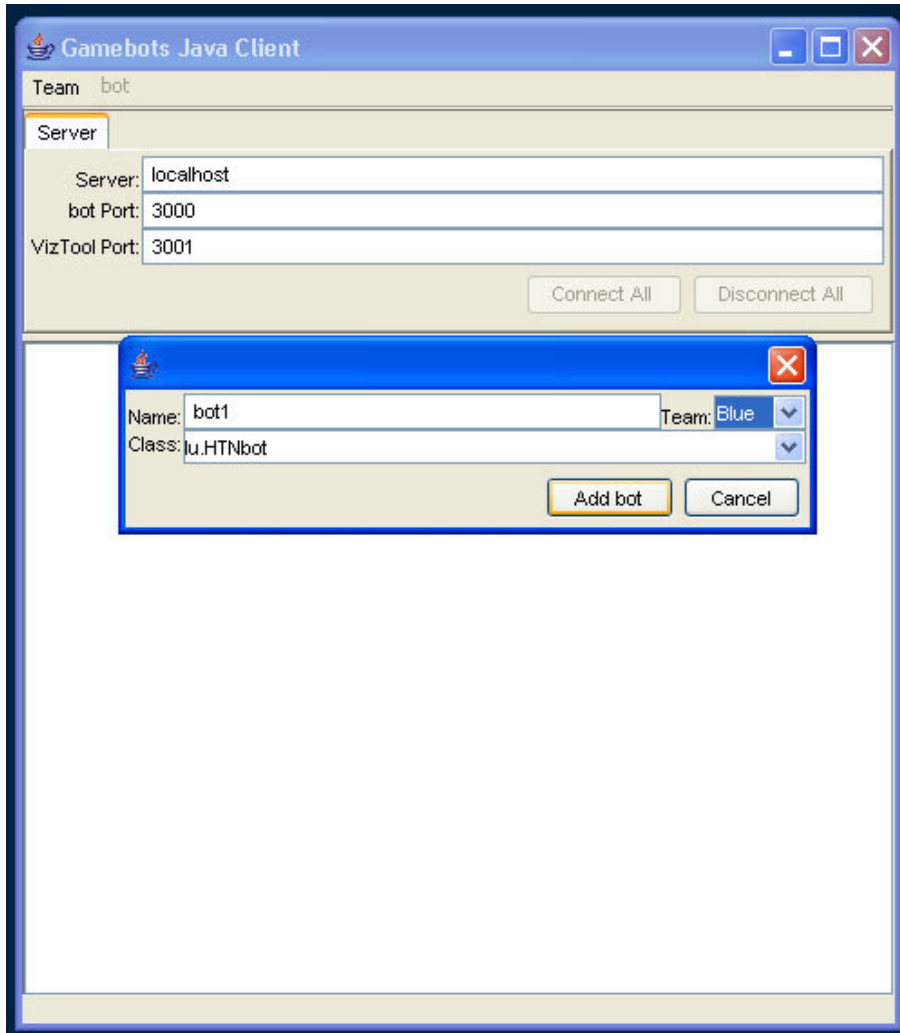 Gamebots Java Client
Team bot
Server
Server: localhost
bot Port: 3000
VizTool Port: 3001
Connect All Disconnect All
Name: bot1 Team: Blue
Class: lu.HTNbot
Add bot Cancel